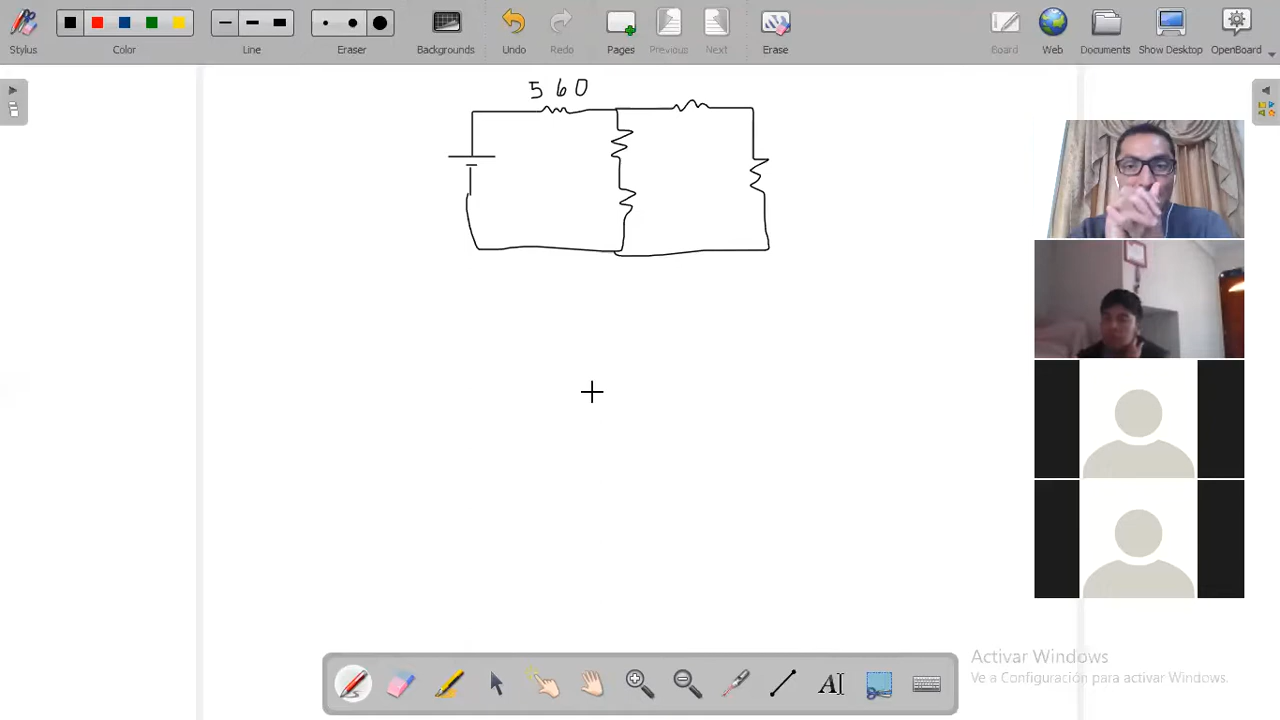 Stylus
Color
Line
Eraser
Backgrounds
Undo
Redo
Pages
Previous
Next
Erase
Board
Web
Documents
Show Desktop
OpenBoard
560
Activar Windows
Ve a Configuración para activar Windows.